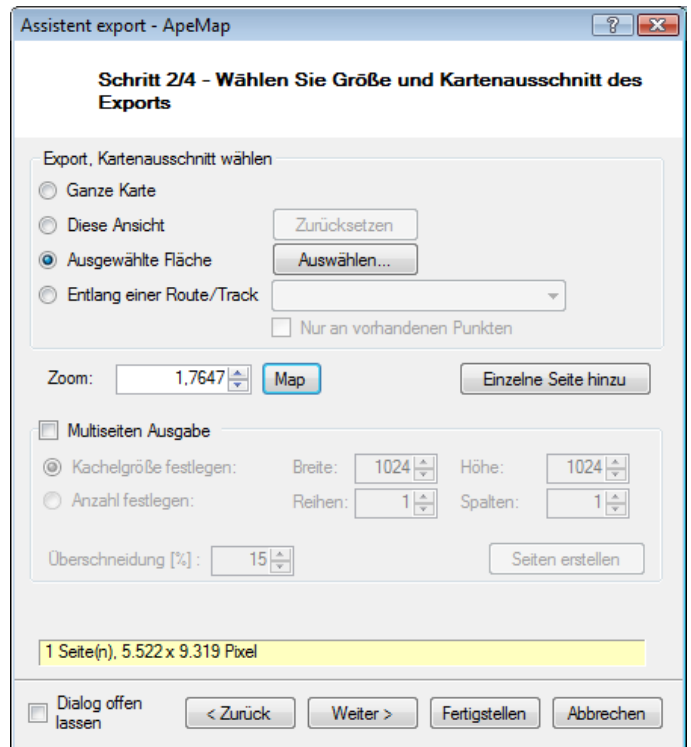 Assistent export - ApeMap
Schritt 2/4 - Wählen Sie Größe und Kartenausschnitt des
Exports
Export, Kartenausschnitt wählen
Ganze Karte
Diese Ansicht Zurücksetzen
Ausgewählte Fläche Auswählen...
Entlang einer Route/Track
Nur an vorhandenen Punkten
Zoom: 1,7647 Map Einzelne Seite hinzu
Multiseiten Ausgabe
Kachelgröße festlegen: Breite: 1024 Höhe: 1024
Anzahl festlegen: Reihen: 1 Spalten: 1
Überschneidung [%] : 15 Seiten erstellen
1 Seite(n), 5.522 x 9.319 Pixel
Dialog offen
lassen < Zurück Weiter > Fertigstellen Abbrechen